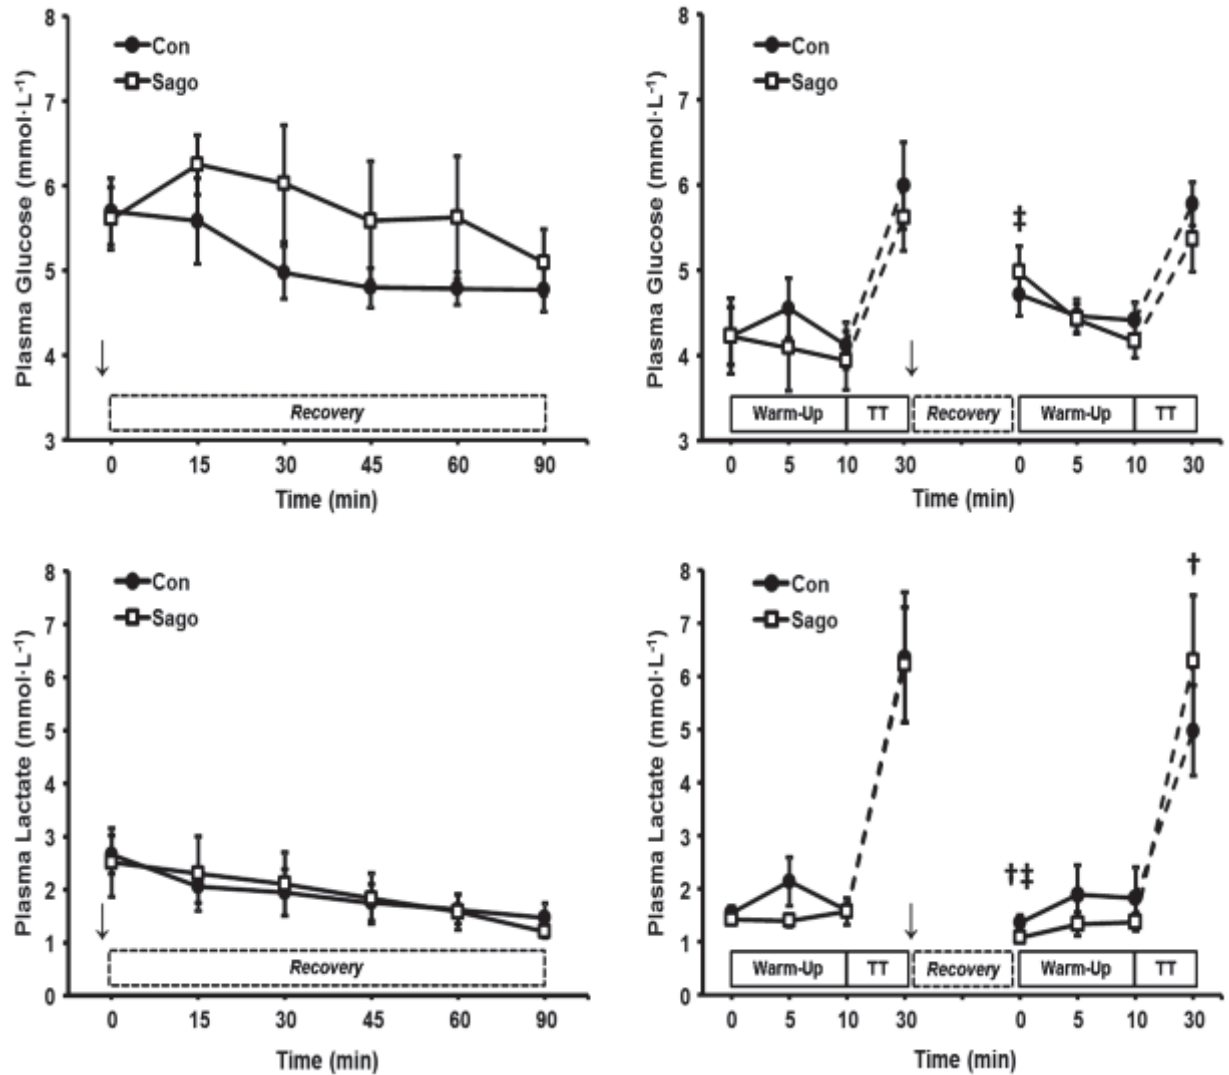 8
7
6
5
4
3
Plasma Glucose (mmol·L⁻¹)
Con
Sago
↓
Recovery
0 15 30 45 60 90
Time (min)
8
7
6
5
4
3
Plasma Glucose (mmol·L⁻¹)
Con
Sago
‡
↓
Warm-Up TT Recovery Warm-Up TT
0 5 10 30 0 5 10 30
Time (min)
8
7
6
5
4
3
2
1
0
Plasma Lactate (mmol·L⁻¹)
Con
Sago
↓
Recovery
0 15 30 45 60 90
Time (min)
8
7
6
5
4
3
2
1
0
Plasma Lactate (mmol·L⁻¹)
Con
Sago
†
†‡
↓
Warm-Up TT Recovery Warm-Up TT
0 5 10 30 0 5 10 30
Time (min)